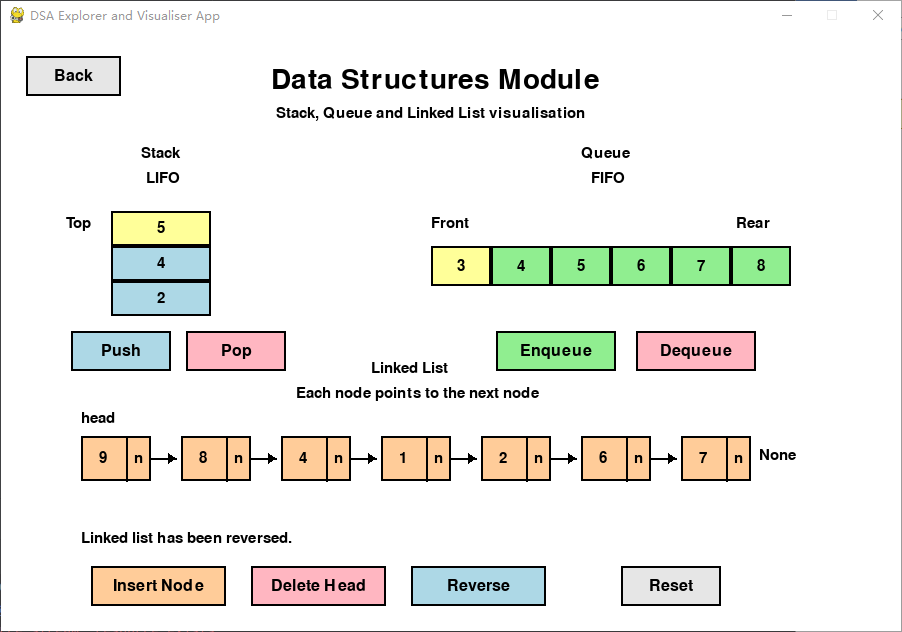 DSA Explorer and Visualiser App
Back
Data Structures Module
Stack, Queue and Linked List visualisation
Stack
LIFO
Top
5
4
2
Push
Pop
Queue
FIFO
Front
Rear
3 4 5 6 7 8
Enqueue
Dequeue
Linked List
Each node points to the next node
head
9 n 8 n 4 n 1 n 2 n 6 n 7 n None
Linked list has been reversed.
Insert Node
Delete Head
Reverse
Reset